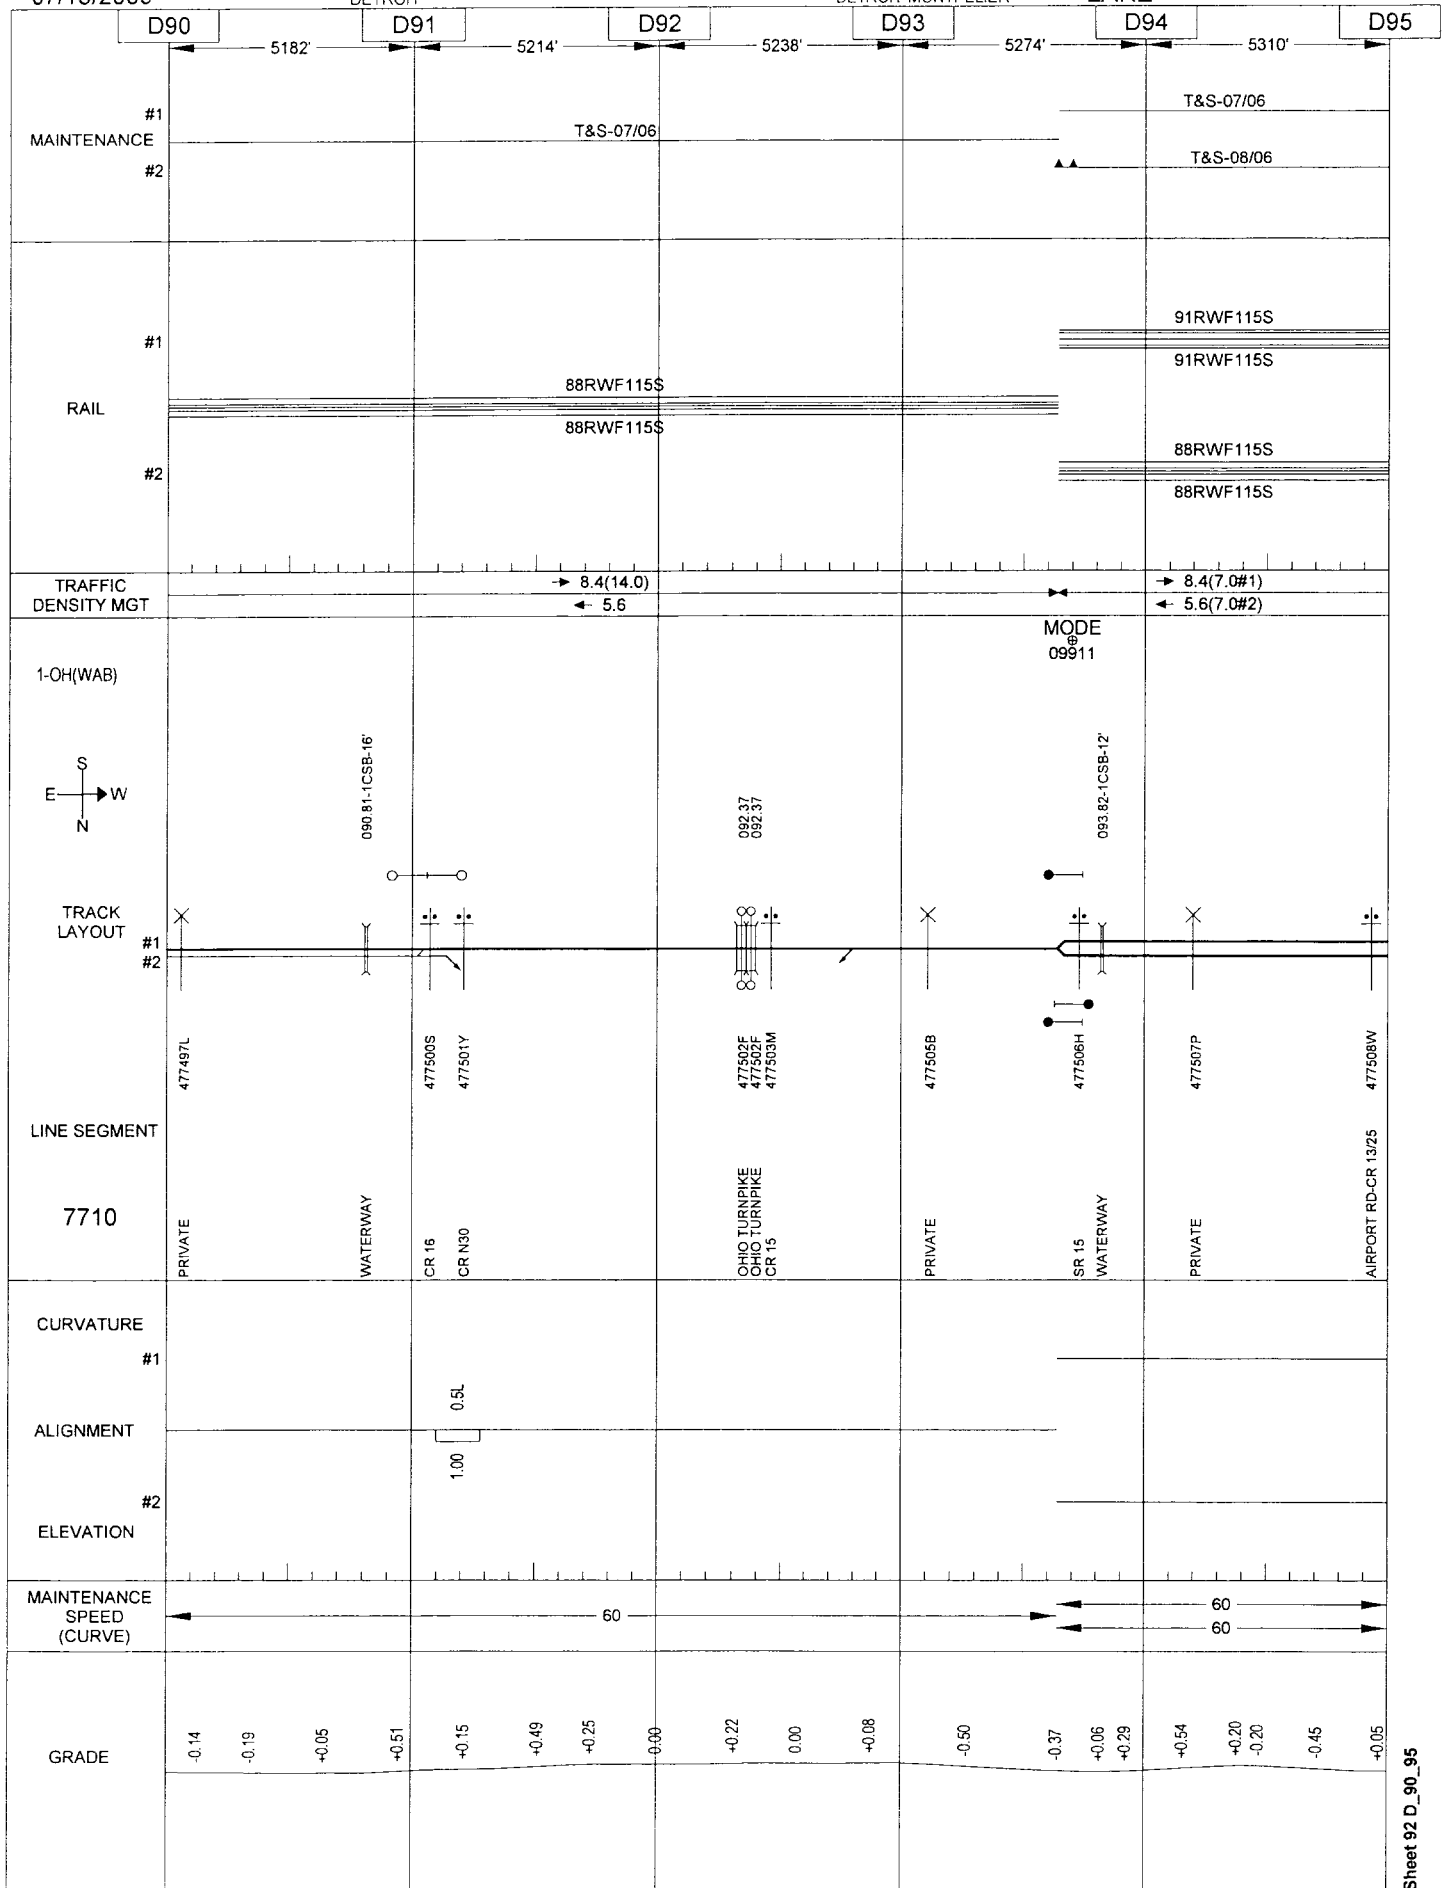 D90 D91 D92 D93 D94 D95
5182' 5214' 5238' 5274' 5310'
#1
MAINTENANCE
#2
T&S-07/06
T&S-07/06
T&S-08/06
#1
RAIL
#2
88RWF115S
88RWF115S
91RWF115S
91RWF115S
88RWF115S
88RWF115S
TRAFFIC
DENSITY MGT
8.4(14.0)
5.6
8.4(7.0#1)
5.6(7.0#2)
MODE
09911
1-OH(WAB)
S
E W
N
090.81-1CSB-16'
092.37
092.37
093.82-1CSB-12'
TRACK
LAYOUT
#1
#2
477497L
477500S
477501Y
477502F
477502F
477503M
477505B
477506H
477507P
477508W
LINE SEGMENT
7710
PRIVATE
WATERWAY
CR 16
CR N30
OHIO TURNPIKE
OHIO TURNPIKE
CR 15
PRIVATE
SR 15
WATERWAY
PRIVATE
AIRPORT RD-CR 13/25
CURVATURE
#1
ALIGNMENT
#2
ELEVATION
0.5L
1.00
MAINTENANCE
SPEED
(CURVE)
60
60
60
GRADE
-0.14
-0.19
+0.05
+0.51
+0.15
+0.49
+0.25
0.00
+0.22
0.00
+0.08
-0.50
-0.37
+0.06
+0.29
+0.54
+0.20
-0.20
-0.45
+0.05
Sheet 92 D_90_95